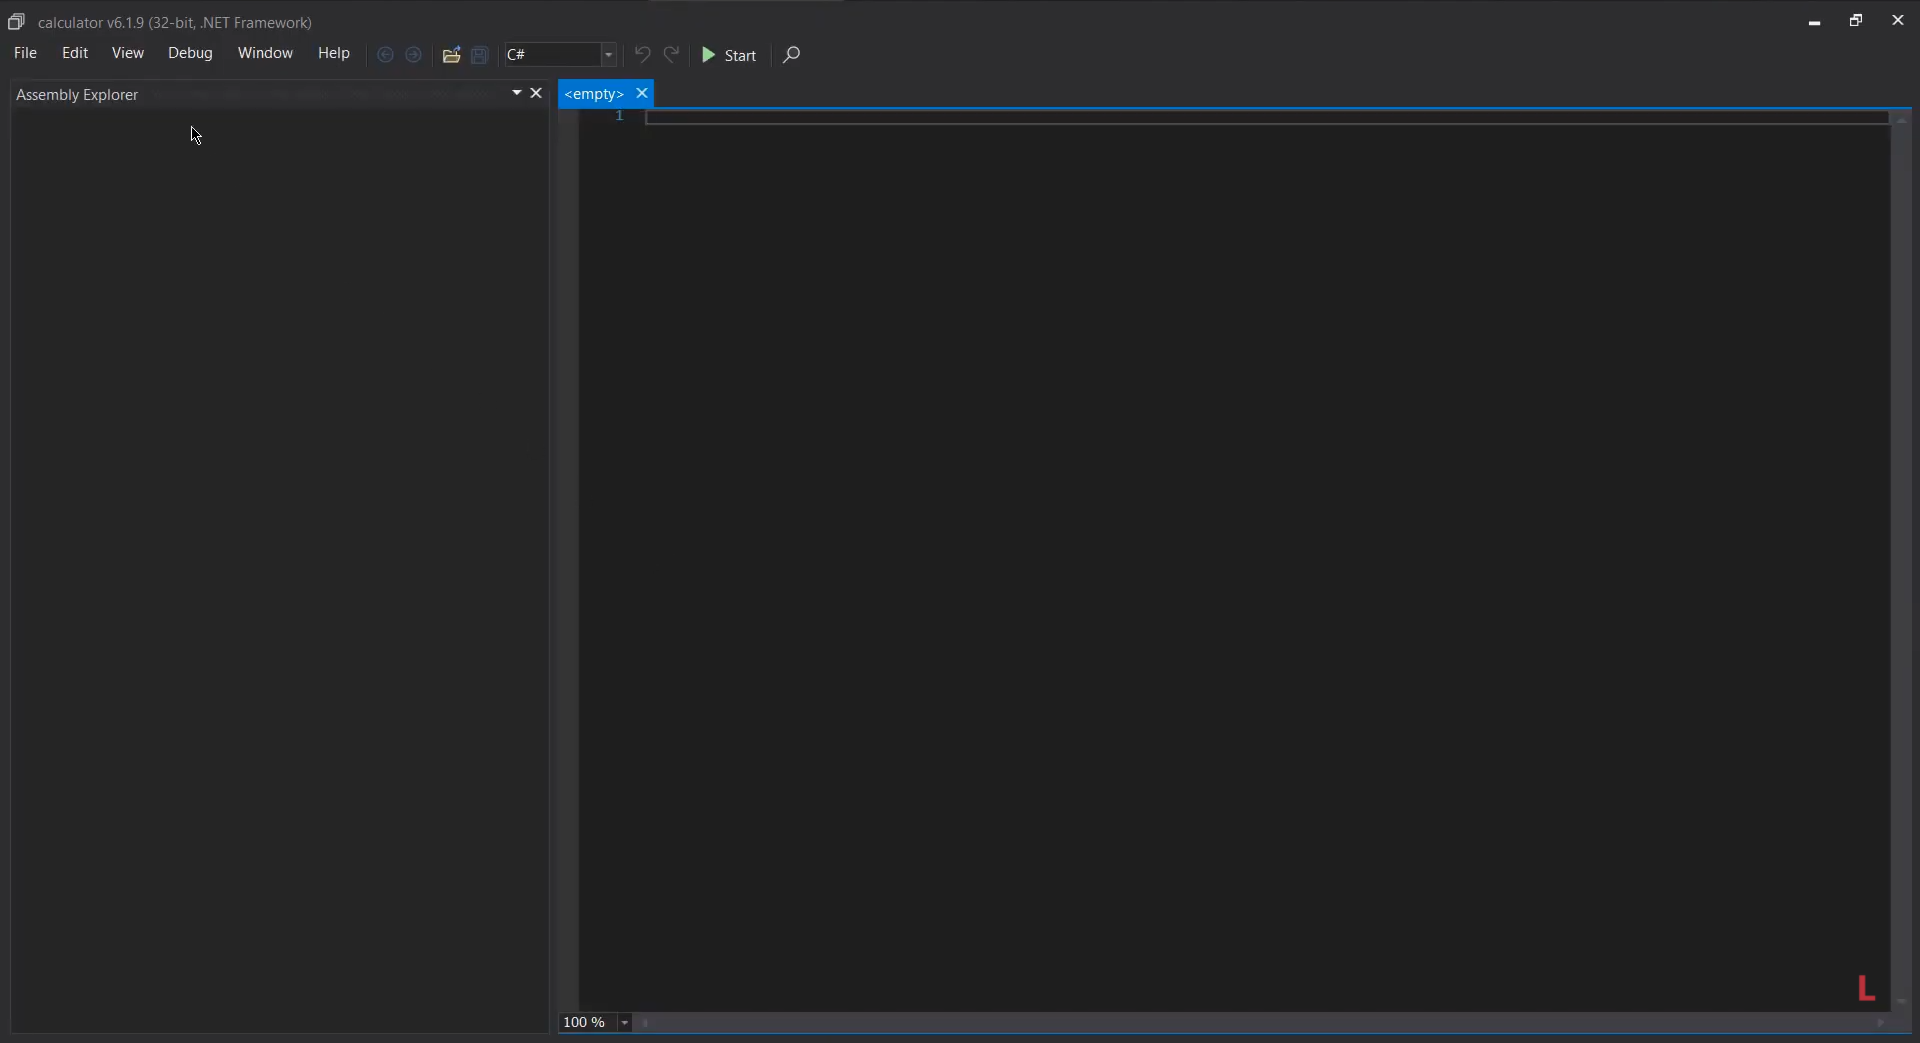 calculator v6.1.9 (32-bit, .NET Framework)
File Edit View Debug Window Help C# Start
Assembly Explorer
<empty>
1
L
100 %